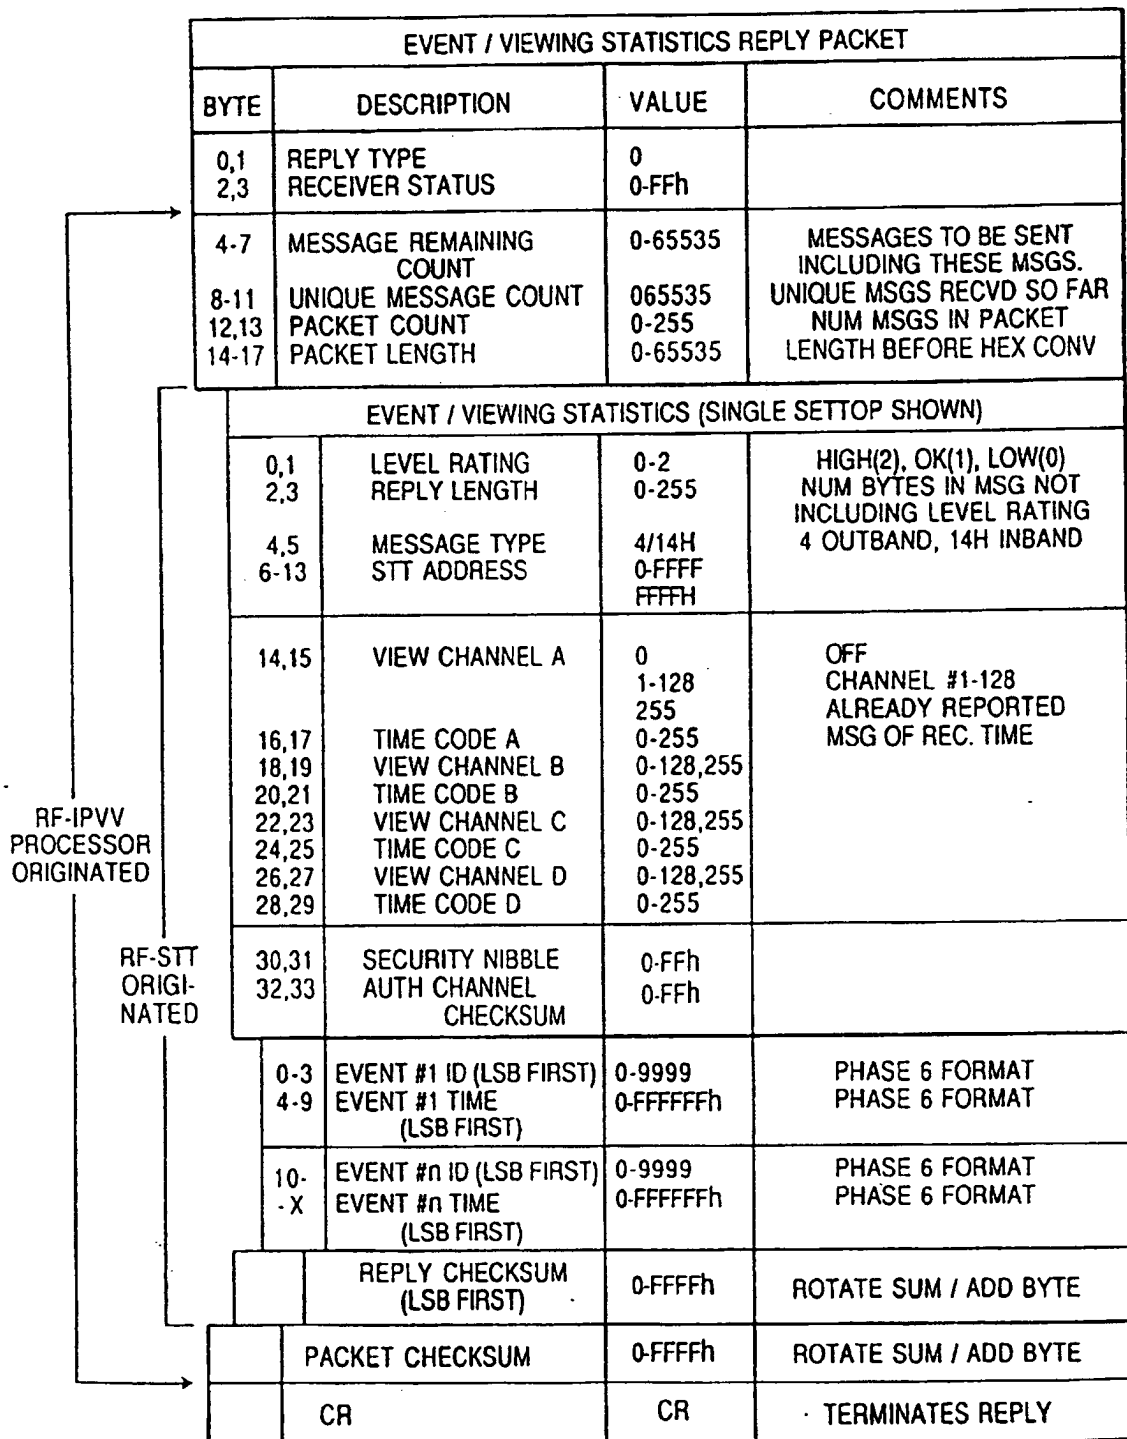 EVENT / VIEWING STATISTICS REPLY PACKET
BYTE DESCRIPTION VALUE COMMENTS
0,1 REPLY TYPE 0
2,3 RECEIVER STATUS 0-FFh
4-7 MESSAGE REMAINING 0-65535 MESSAGES TO BE SENT
COUNT INCLUDING THESE MSGS.
8-11 UNIQUE MESSAGE COUNT 065535 UNIQUE MSGS RECVD SO FAR
12,13 PACKET COUNT 0-255 NUM MSGS IN PACKET
14-17 PACKET LENGTH 0-65535 LENGTH BEFORE HEX CONV
EVENT / VIEWING STATISTICS (SINGLE SETTOP SHOWN)
0,1 LEVEL RATING 0-2 HIGH(2), OK(1), LOW(0)
2,3 REPLY LENGTH 0-255 NUM BYTES IN MSG NOT
INCLUDING LEVEL RATING
4,5 MESSAGE TYPE 4/14H 4 OUTBAND, 14H INBAND
6-13 STT ADDRESS 0-FFFF
FFFFH
14,15 VIEW CHANNEL A 0 OFF
1-128 CHANNEL #1-128
255 ALREADY REPORTED
16,17 TIME CODE A 0-255 MSG OF REC. TIME
18,19 VIEW CHANNEL B 0-128,255
20,21 TIME CODE B 0-255
22,23 VIEW CHANNEL C 0-128,255
24,25 TIME CODE C 0-255
26,27 VIEW CHANNEL D 0-128,255
28,29 TIME CODE D 0-255
RF-IPVV
PROCESSOR
ORIGINATED
RF-STT
ORIGI-
NATED
30,31 SECURITY NIBBLE 0-FFh
32,33 AUTH CHANNEL 0-FFh
CHECKSUM
0-3 EVENT #1 ID (LSB FIRST) 0-9999 PHASE 6 FORMAT
4-9 EVENT #1 TIME 0-FFFFFFh PHASE 6 FORMAT
(LSB FIRST)
10- EVENT #n ID (LSB FIRST) 0-9999 PHASE 6 FORMAT
- X EVENT #n TIME 0-FFFFFFh PHASE 6 FORMAT
(LSB FIRST)
REPLY CHECKSUM 0-FFFFh ROTATE SUM / ADD BYTE
(LSB FIRST)
PACKET CHECKSUM 0-FFFFh ROTATE SUM / ADD BYTE
CR CR TERMINATES REPLY